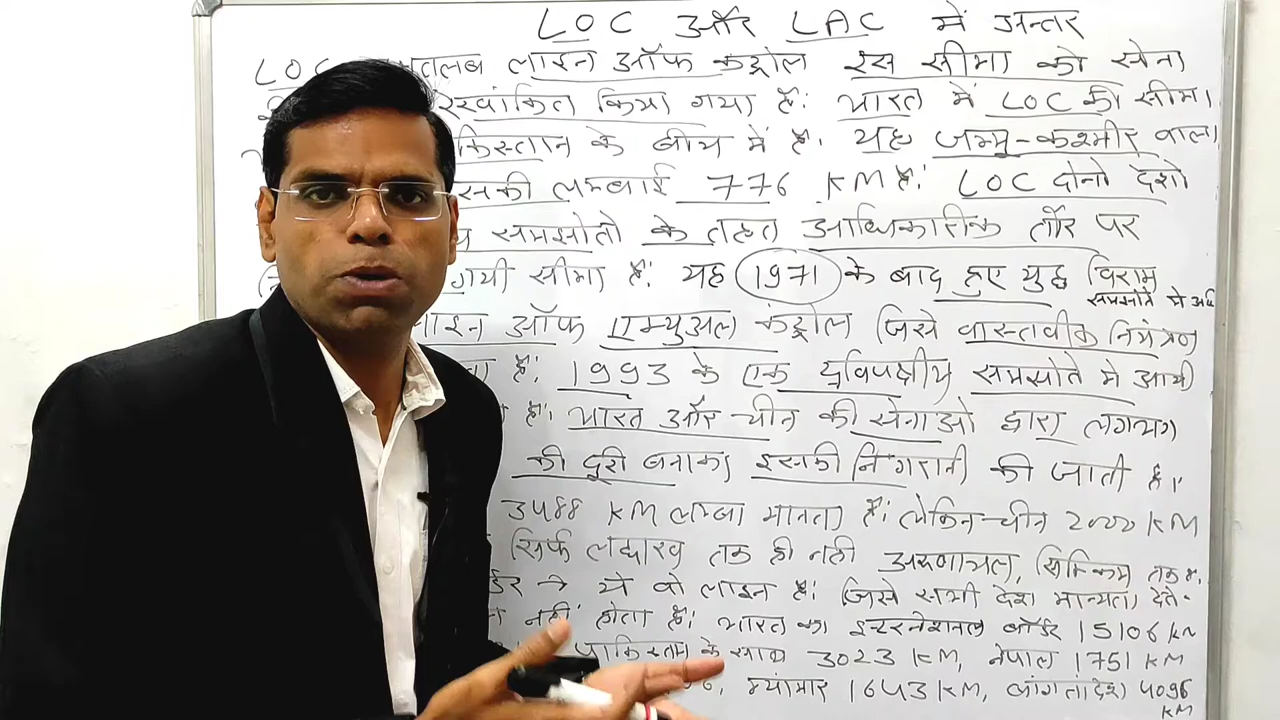 LOC और LAC में अन्तर
LOC मतलब लाइन ऑफ कंट्रोल इस सीमा को सेना
रेखांकित किया गया है। भारत में LOC की सीमा
किस्तान के बीच में है। यह जम्मू-कश्मीर वाला
सकी लम्बाई 776 KM है। LOC दोनो देशो
समझोतो के तहत आधिकारिक तौर पर
गयी सीमा है। यह 1971 के बाद हुए युद्ध विराम
समझोते मे
लाइन ऑफ एम्युअल कंट्रोल जिसे वास्तवीक नियंत्रण
है। 1993 के एक द्विपक्षीय समझोते मे आयी
है। भारत और चीन की सेनाओ द्वारा लगभग
की दूरी बनाकर इसकी निगरानी की जाती है।
3488 KM लम्बा मानता है। लेकिन चीन 2000 KM
सिर्फ लद्दाख तक ही नही अरुणाचल, सिक्किम तक है.
र्डर → ये वो लाइन है। जिसे सभी देश मान्यता देते
नही होता है। भारत का इन्टरनेशनल बॉर्डर 15106 KM
पाकिस्तान के साथ 3023 KM, नेपाल 1751 KM
म्यांमार 1643 KM, बांगलांदेश 4096
KM